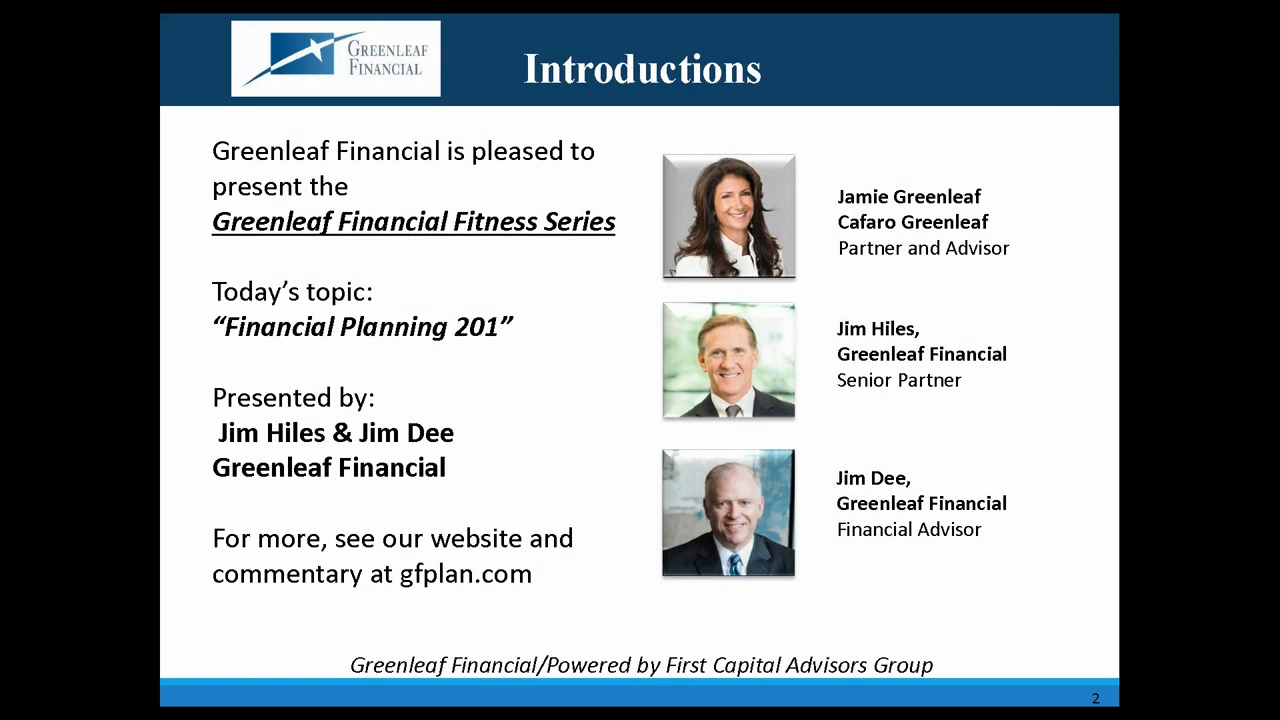 GREENLEAF
FINANCIAL
Introductions
Greenleaf Financial is pleased to
present the
Greenleaf Financial Fitness Series
Today’s topic:
“Financial Planning 201”
Presented by:
Jim Hiles & Jim Dee
Greenleaf Financial
For more, see our website and
commentary at gfplan.com
Jamie Greenleaf
Cafaro Greenleaf
Partner and Advisor
Jim Hiles,
Greenleaf Financial
Senior Partner
Jim Dee,
Greenleaf Financial
Financial Advisor
Greenleaf Financial/Powered by First Capital Advisors Group
2